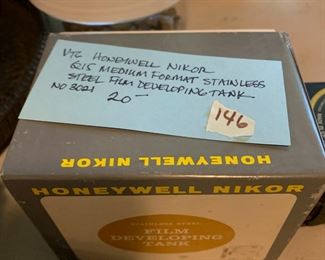 VTG HONEYWELL NIKOR
515 MEDIUM FORMAT STAINLESS
STEEL FILM DEVELOPING TANK
NO 3021
20-
146
HONEYWELL NIKOR
HONEYWELL NIKOR
STAINLESS STEEL
FILM
DEVELOPING
TANK